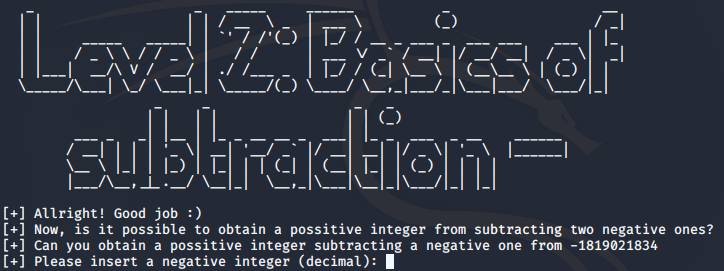 Level 2. Basics of
subtraction -
[+] Allright! Good job :)
[+] Now, is it possible to obtain a possitive integer from subtracting two negative ones?
[+] Can you obtain a possitive integer subtracting a negative one from -1819021834
[+] Please insert a negative integer (decimal):